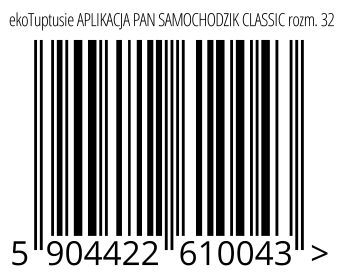 ekoTuptusie APLIKACJA PAN SAMOCHODZIK CLASSIC rozm. 32
5 904422 610043 >